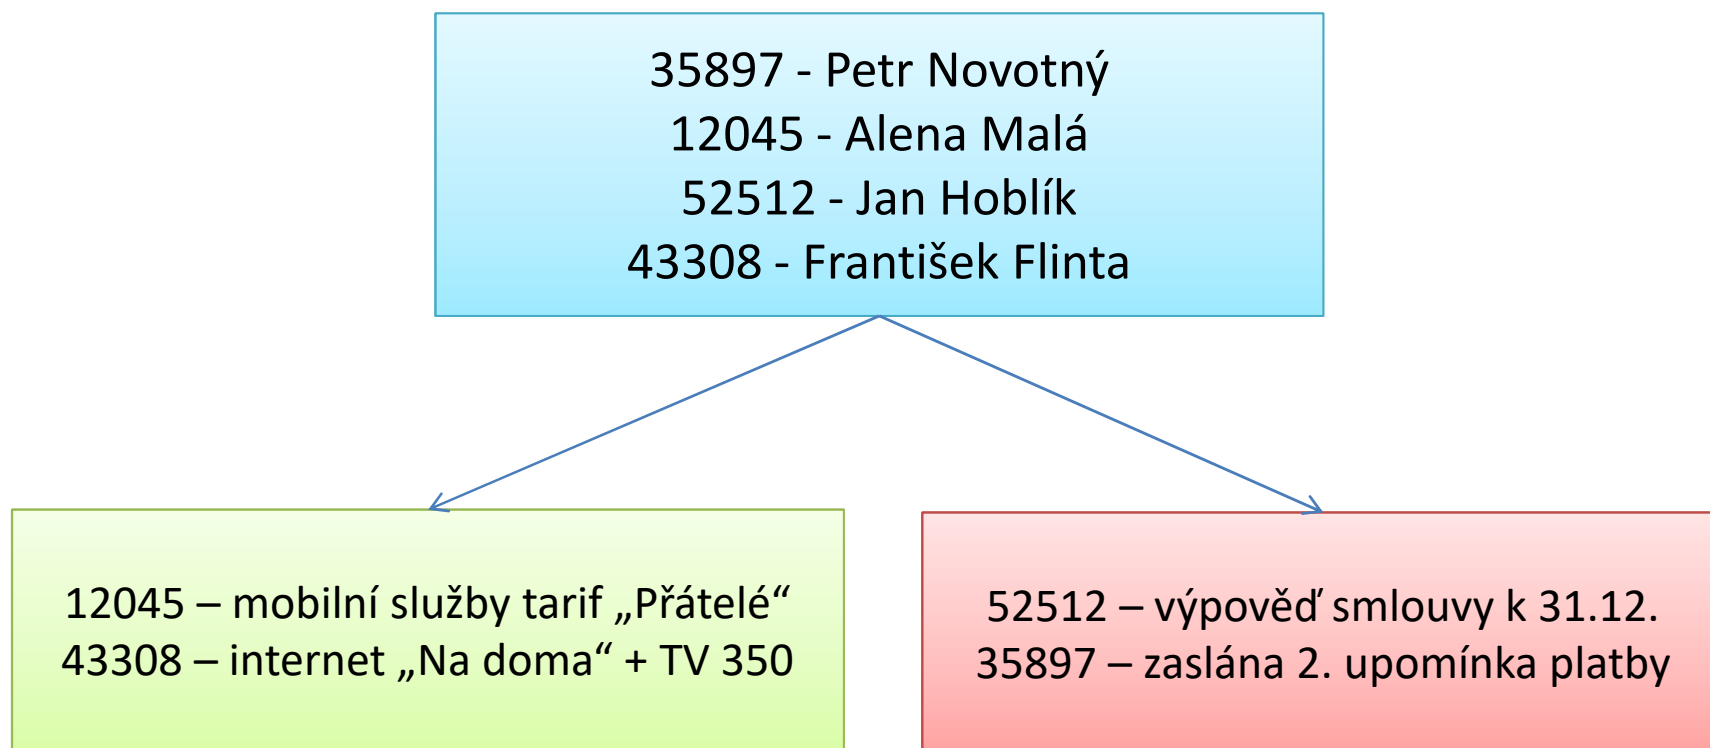 35897 - Petr Novotný
12045 - Alena Malá
52512 - Jan Hoblík
43308 - František Flinta
12045 – mobilní služby tarif „Přátelé“
43308 – internet „Na doma“ + TV 350
52512 – výpověď smlouvy k 31.12.
35897 – zaslána 2. upomínka platby